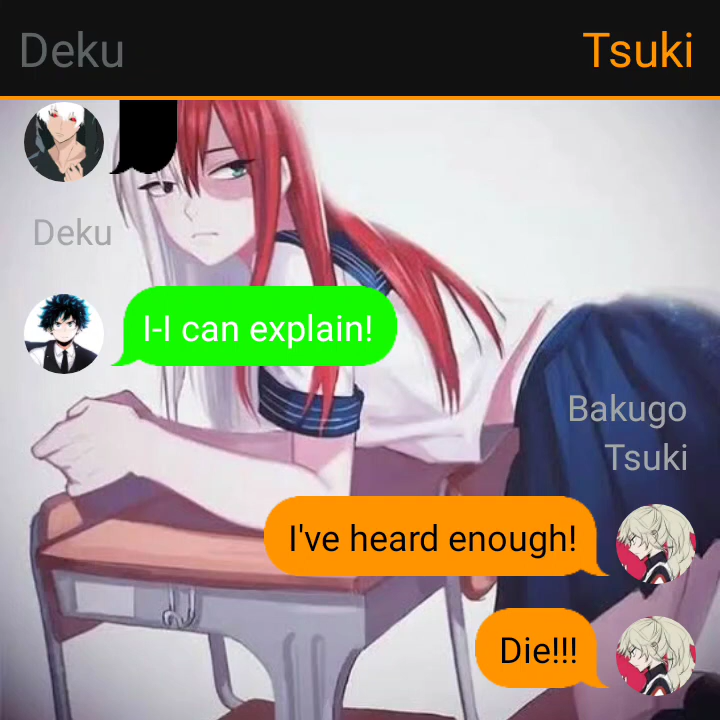 Deku
Tsuki
Deku
I-I can explain!
Bakugo
Tsuki
I've heard enough!
Die!!!